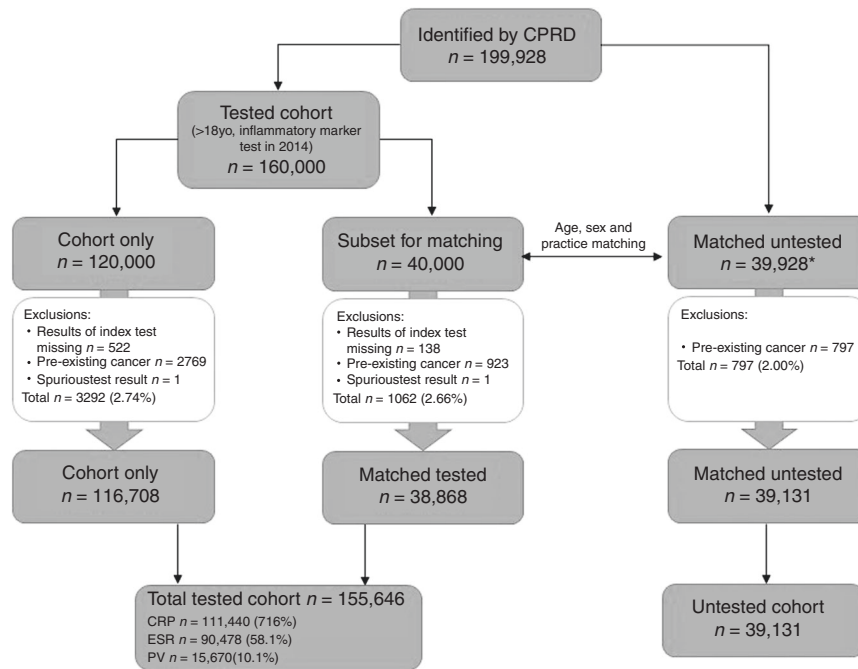 Identified by CPRD
n = 199,928
Tested cohort
(>18yo, inflammatory marker
test in 2014)
n = 160,000
Cohort only
n = 120,000
Subset for matching
n = 40,000
Age, sex and
practice matching
Matched untested
n = 39,928*
Exclusions:
• Results of index test
missing n = 522
• Pre-existing cancer n = 2769
• Spurioustest result n = 1
Total n = 3292 (2.74%)
Exclusions:
• Results of index test
missing n = 138
• Pre-existing cancer n = 923
• Spurioustest result n = 1
Total n = 1062 (2.66%)
Exclusions:
• Pre-existing cancer n = 797
Total n = 797 (2.00%)
Cohort only
n = 116,708
Matched tested
n = 38,868
Matched untested
n = 39,131
Total tested cohort n = 155,646
CRP n = 111,440 (716%)
ESR n = 90,478 (58.1%)
PV n = 15,670(10.1%)
Untested cohort
n = 39,131